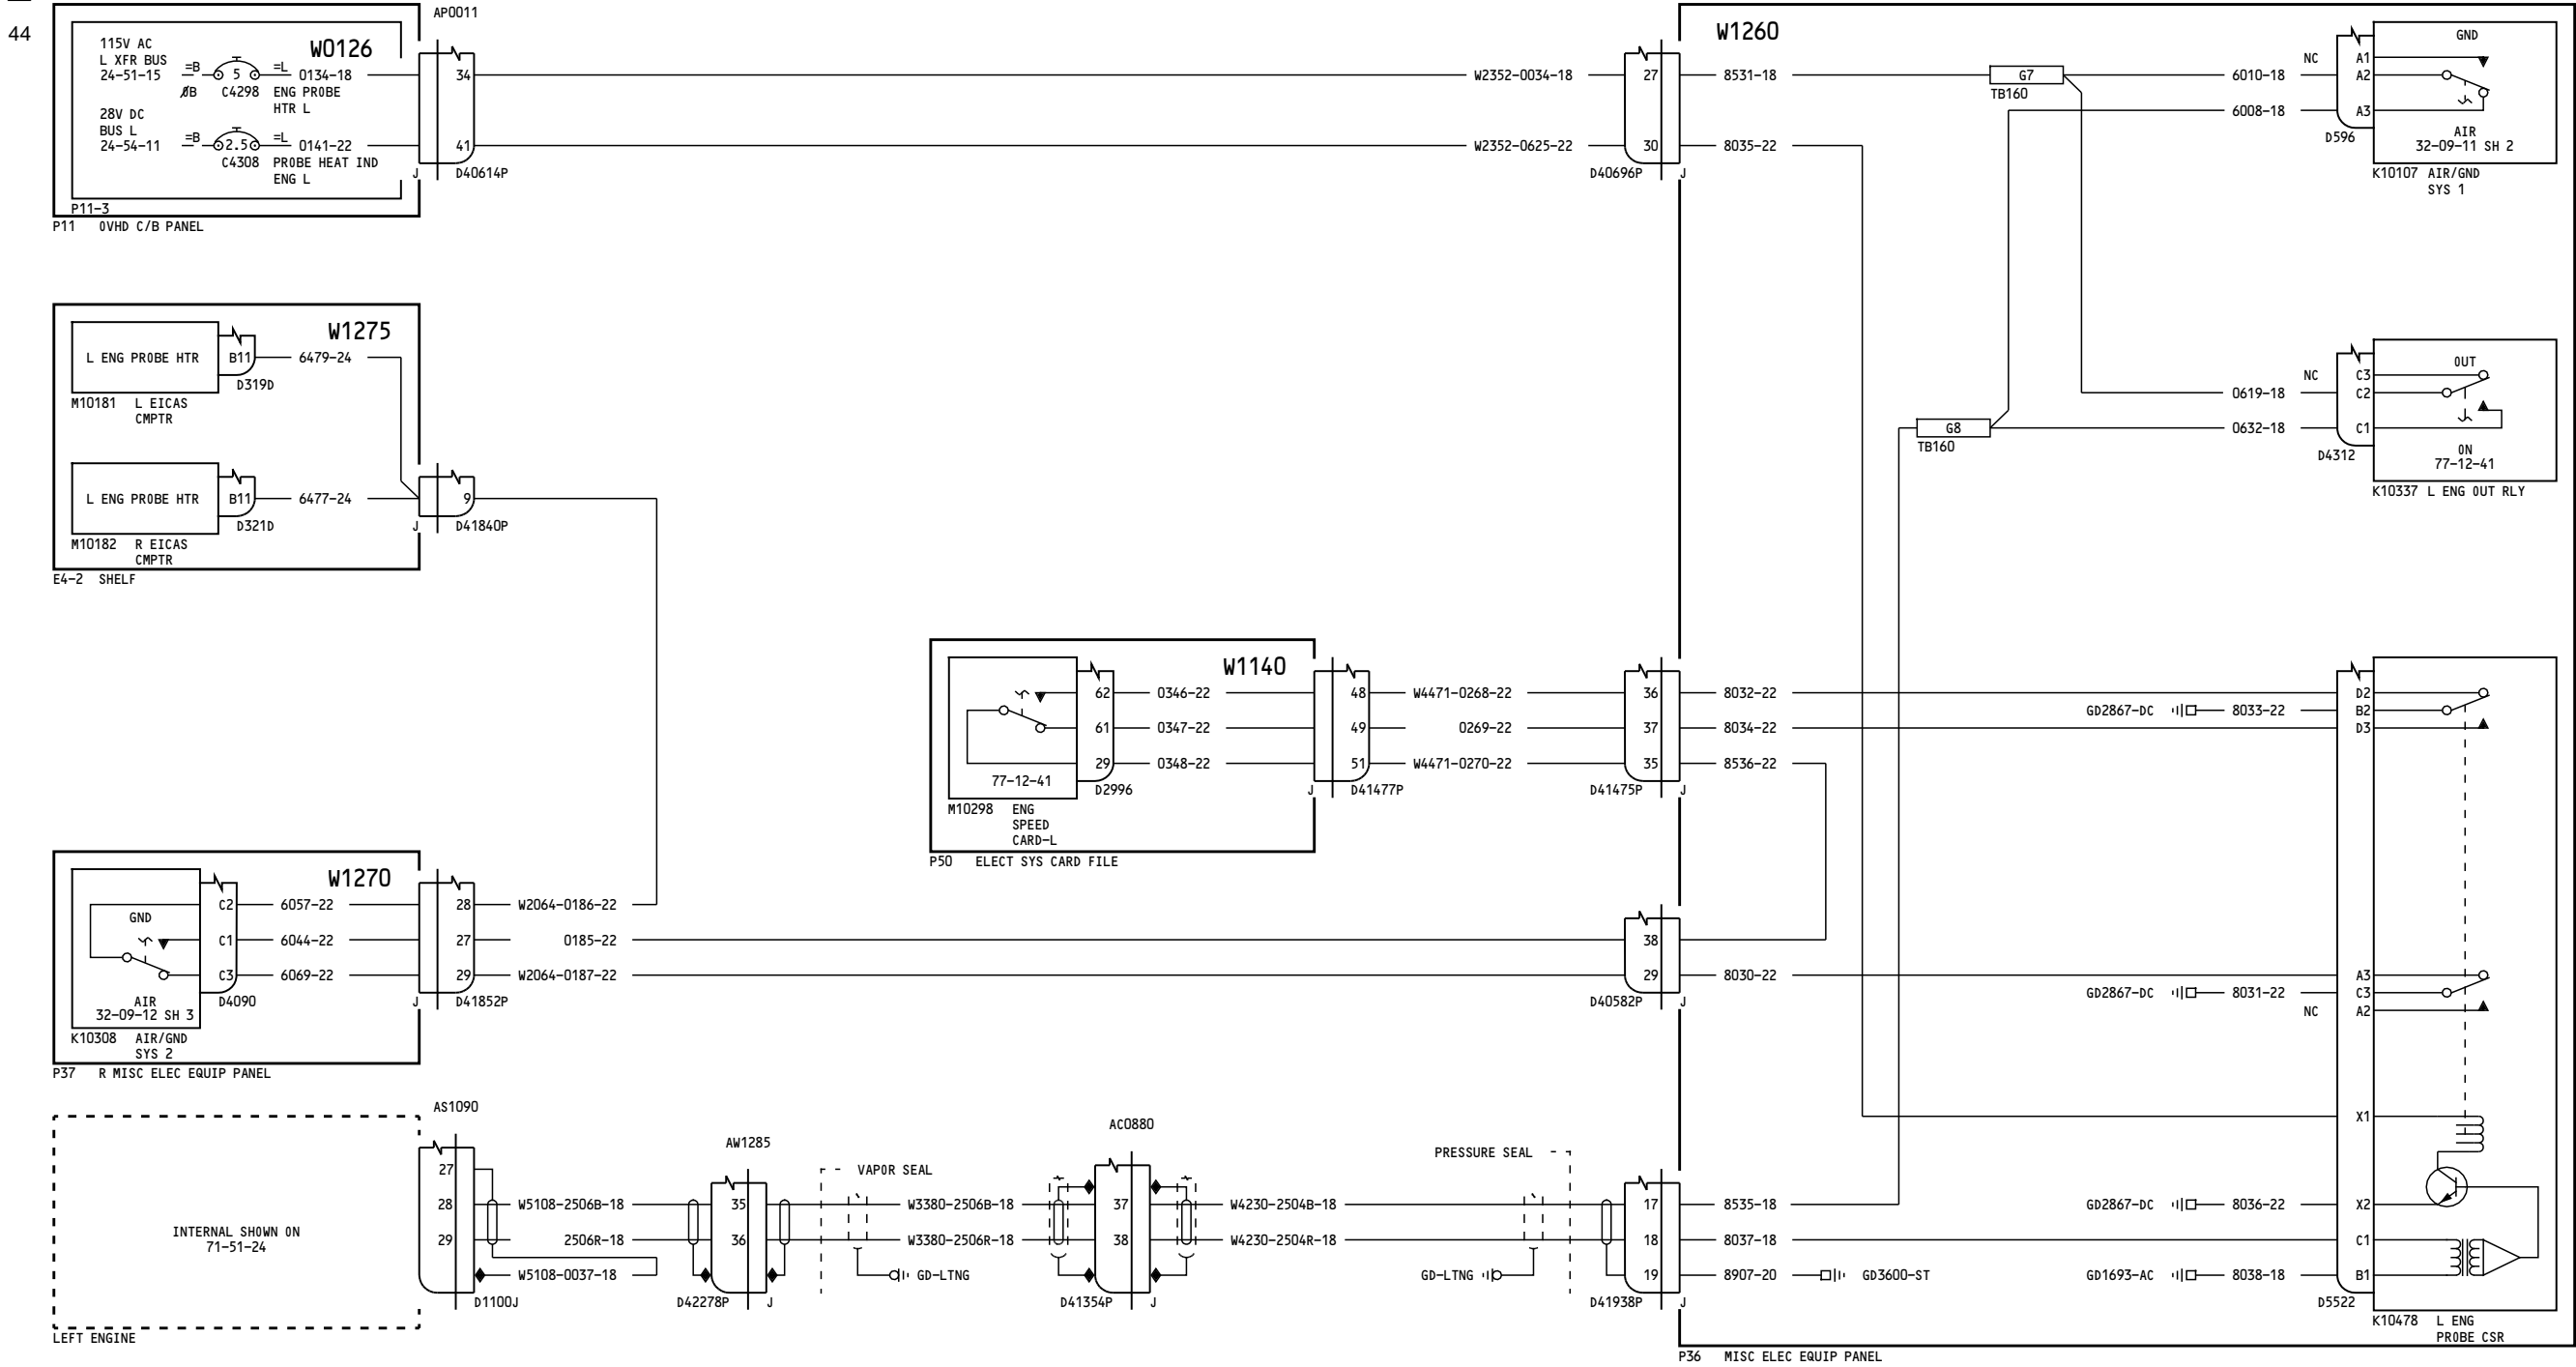 44
AP0011
W0126
115V AC
L XFR BUS
24-51-15
=B
5
=L
0134-18
ØB
C4298
ENG PROBE
HTR L
28V DC
BUS L
24-54-11
=B
2.5
=L
0141-22
C4308
PROBE HEAT IND
ENG L
P11-3
P11 OVHD C/B PANEL
34
41
J
D40614P
W2352-0034-18
W2352-0625-22
27
30
D40696P
J
W1260
8531-18
8035-22
G7
TB160
6010-18
6008-18
NC
A1
A2
A3
D596
GND
AIR
32-09-11 SH 2
K10107 AIR/GND
SYS 1
W1275
L ENG PROBE HTR
B11
6479-24
D319D
M10181 L EICAS
CMPTR
L ENG PROBE HTR
B11
6477-24
D321D
M10182 R EICAS
CMPTR
E4-2 SHELF
9
J
D41840P
G8
TB160
0619-18
0632-18
NC
C3
C2
C1
D4312
OUT
ON
77-12-41
K10337 L ENG OUT RLY
W1140
62
61
29
0346-22
0347-22
0348-22
77-12-41
D2996
M10298 ENG
SPEED
CARD-L
P50 ELECT SYS CARD FILE
48
49
51
J
D41477P
W4471-0268-22
0269-22
W4471-0270-22
36
37
35
D41475P
J
8032-22
8034-22
8536-22
GD2867-DC
8033-22
D2
B2
D3
W1270
GND
C2
C1
C3
6057-22
6044-22
6069-22
AIR
32-09-12 SH 3
D4090
K10308 AIR/GND
SYS 2
P37 R MISC ELEC EQUIP PANEL
28
27
29
J
D41852P
W2064-0186-22
0185-22
W2064-0187-22
38
29
D40582P
J
8030-22
GD2867-DC
8031-22
NC
A3
C3
A2
X1
AS1090
INTERNAL SHOWN ON
71-51-24
LEFT ENGINE
27
28
29
D1100J
W5108-2506B-18
2506R-18
W5108-0037-18
AW1285
35
36
D42278P
J
VAPOR SEAL
W3380-2506B-18
W3380-2506R-18
GD-LTNG
AC0880
37
38
D41354P
J
W4230-2504B-18
W4230-2504R-18
PRESSURE SEAL
GD-LTNG
17
18
19
D41938P
J
8535-18
8037-18
8907-20
GD3600-ST
GD2867-DC
8036-22
GD1693-AC
8038-18
X2
C1
B1
D5522
K10478 L ENG
PROBE CSR
P36 MISC ELEC EQUIP PANEL